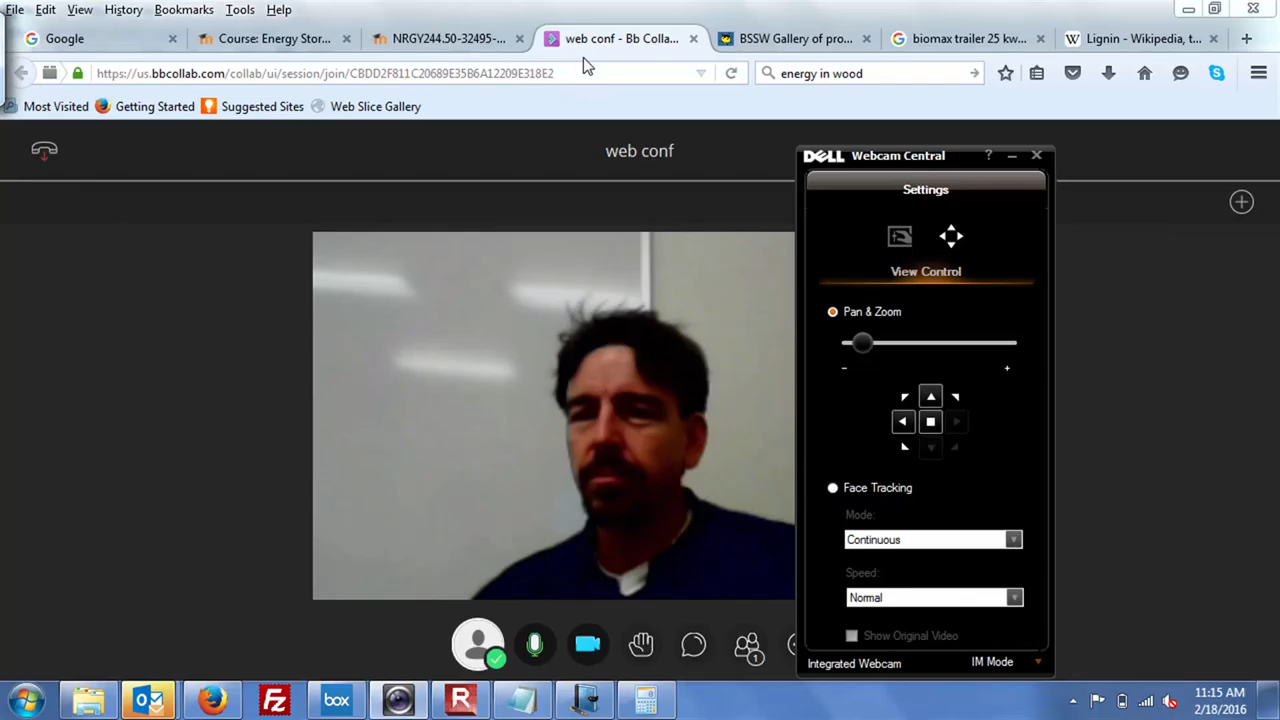 File Edit View History Bookmarks Tools Help
Google
Course: Energy Stor...
NRGY244.50-32495-...
web conf - Bb Colla...
BSSW Gallery of pro...
biomax trailer 25 kw...
Lignin - Wikipedia, t...
https://us.bbcollab.com/collab/ui/session/join/CBDD2F811C20689E35B6A12209E318E2
energy in wood
Most Visited Getting Started Suggested Sites Web Slice Gallery
web conf
DELL Webcam Central ?
Settings
View Control
Pan & Zoom
- +
Face Tracking
Mode:
Continuous
Speed:
Normal
Show Original Video
Integrated Webcam IM Mode
1
Fz
box
R
11:15 AM
2/18/2016